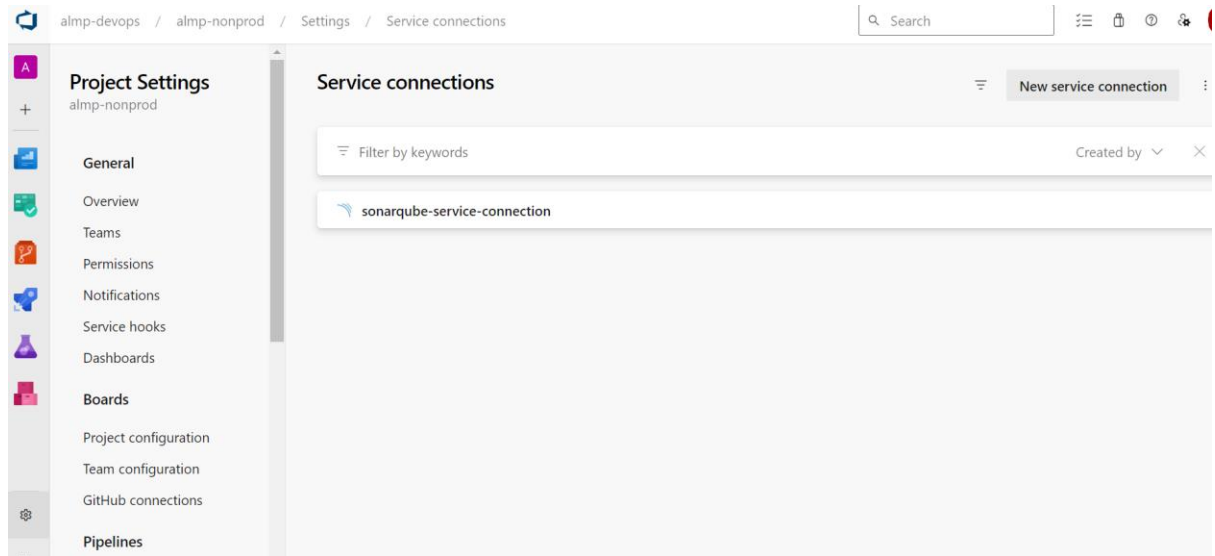 almp-devops / almp-nonprod / Settings / Service connections
Search
A
Project Settings
almp-nonprod
General
Overview
Teams
Permissions
Notifications
Service hooks
Dashboards
Boards
Project configuration
Team configuration
GitHub connections
Pipelines
Service connections
New service connection
Filter by keywords
Created by
sonarqube-service-connection